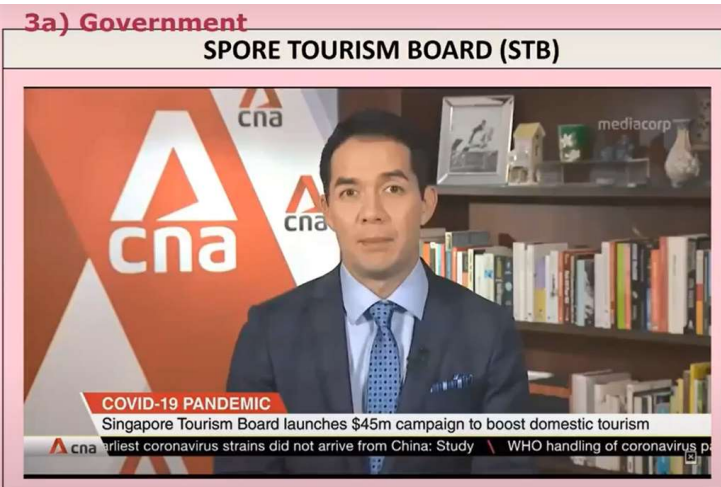 3a) Government
SPORE TOURISM BOARD (STB)
cna
mediacorp
cna
cna
COVID-19 PANDEMIC
Singapore Tourism Board launches $45m campaign to boost domestic tourism
cna arliest coronavirus strains did not arrive from China: Study \ WHO handling of coronavirus pa